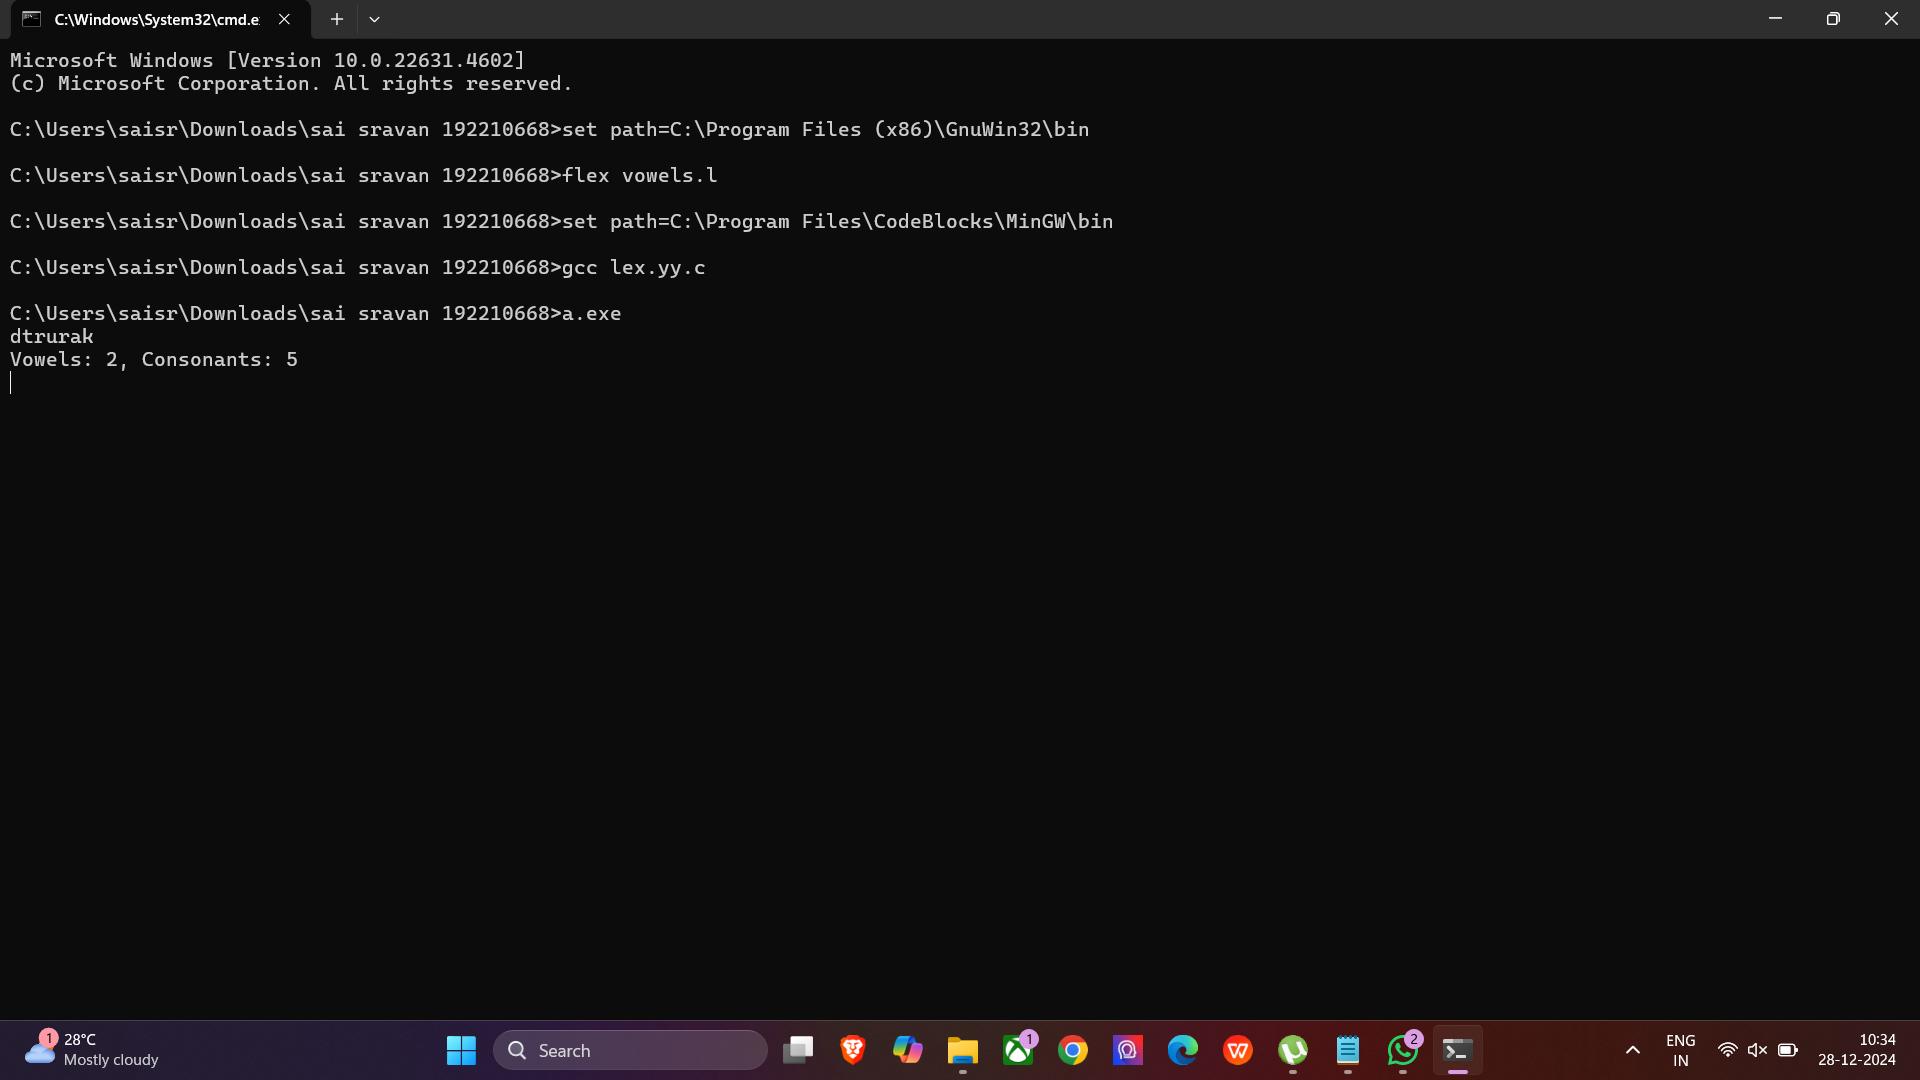 C:\Windows\System32\cmd.e
Microsoft Windows [Version 10.0.22631.4602]
(c) Microsoft Corporation. All rights reserved.
C:\Users\saisr\Downloads\sai sravan 192210668>set path=C:\Program Files (x86)\GnuWin32\bin
C:\Users\saisr\Downloads\sai sravan 192210668>flex vowels.l
C:\Users\saisr\Downloads\sai sravan 192210668>set path=C:\Program Files\CodeBlocks\MinGW\bin
C:\Users\saisr\Downloads\sai sravan 192210668>gcc lex.yy.c
C:\Users\saisr\Downloads\sai sravan 192210668>a.exe
dtrurak
Vowels: 2, Consonants: 5
1
28°C
Mostly cloudy
Search
1
W
2
ENG
IN
10:34
28-12-2024